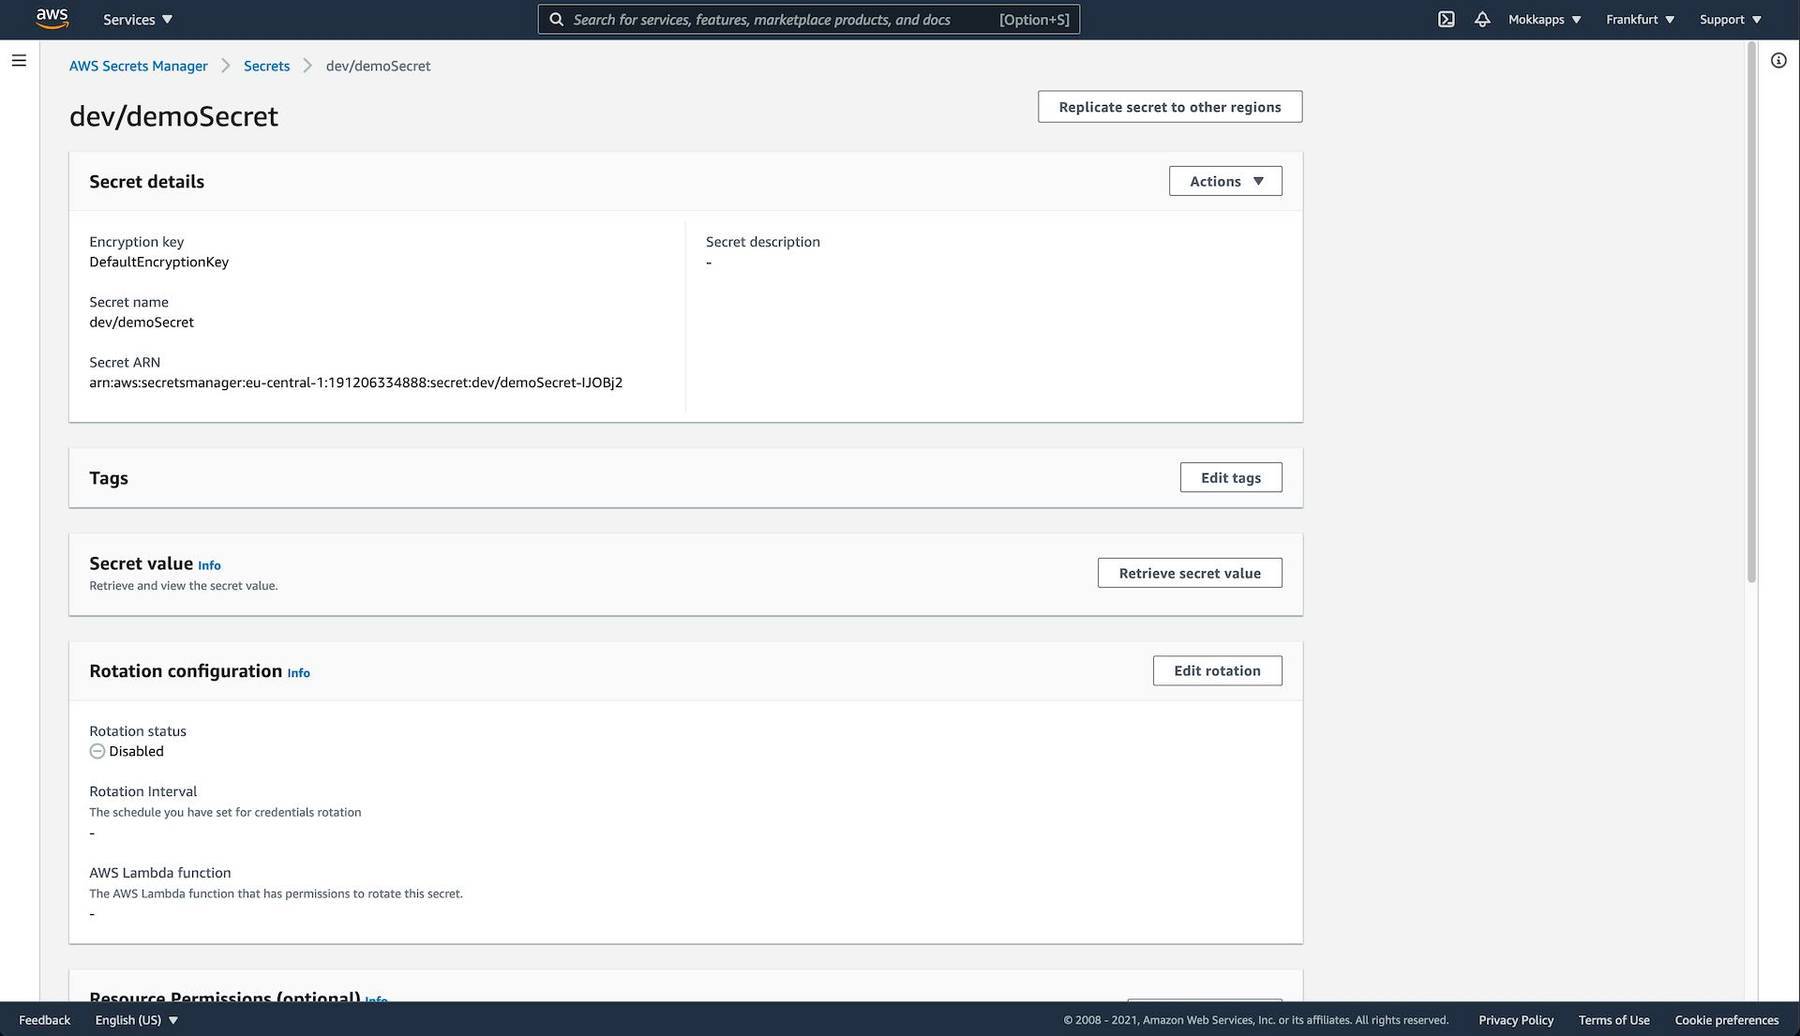 aws
Services
Search for services, features, marketplace products, and docs
[Option+S]
Mokkapps
Frankfurt
Support
AWS Secrets Manager
Secrets
dev/demoSecret
dev/demoSecret
Replicate secret to other regions
Secret details
Actions
Encryption key
DefaultEncryptionKey
Secret description
-
Secret name
dev/demoSecret
Secret ARN
arn:aws:secretsmanager:eu-central-1:191206334888:secret:dev/demoSecret-IJOBj2
Tags
Edit tags
Secret value Info
Retrieve and view the secret value.
Retrieve secret value
Rotation configuration Info
Edit rotation
Rotation status
Disabled
Rotation Interval
The schedule you have set for credentials rotation
-
AWS Lambda function
The AWS Lambda function that has permissions to rotate this secret.
-
Resource Permissions (optional) Info
Feedback
English (US)
© 2008 - 2021, Amazon Web Services, Inc. or its affiliates. All rights reserved.
Privacy Policy
Terms of Use
Cookie preferences